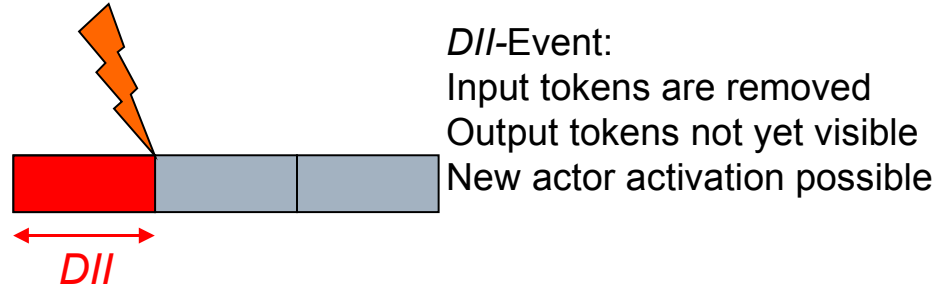 DII-Event:
Input tokens are removed
Output tokens not yet visible
New actor activation possible
DII